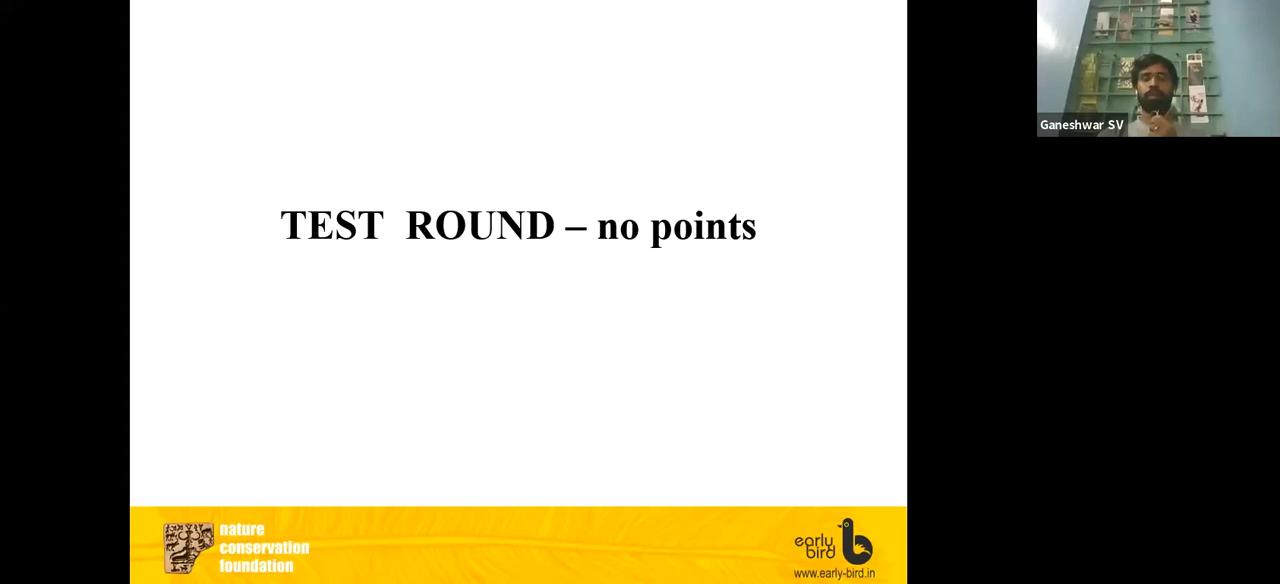 Ganeshwar SV
TEST ROUND – no points
nature
conservation
foundation
early
bird
www.early-bird.in